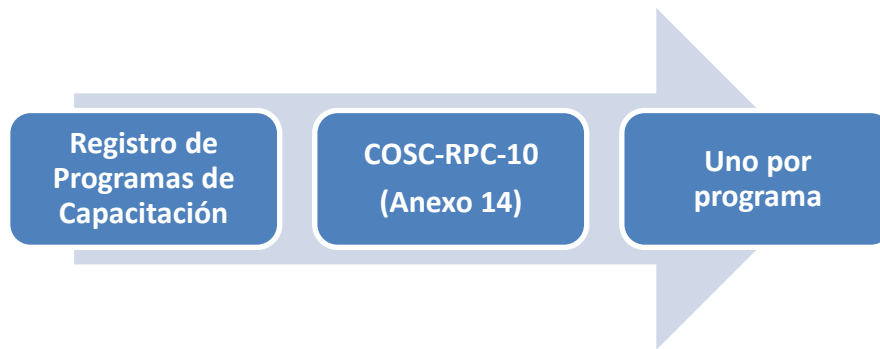 Registro de
Programas de
Capacitación
COSC-RPC-10
(Anexo 14)
Uno por
programa